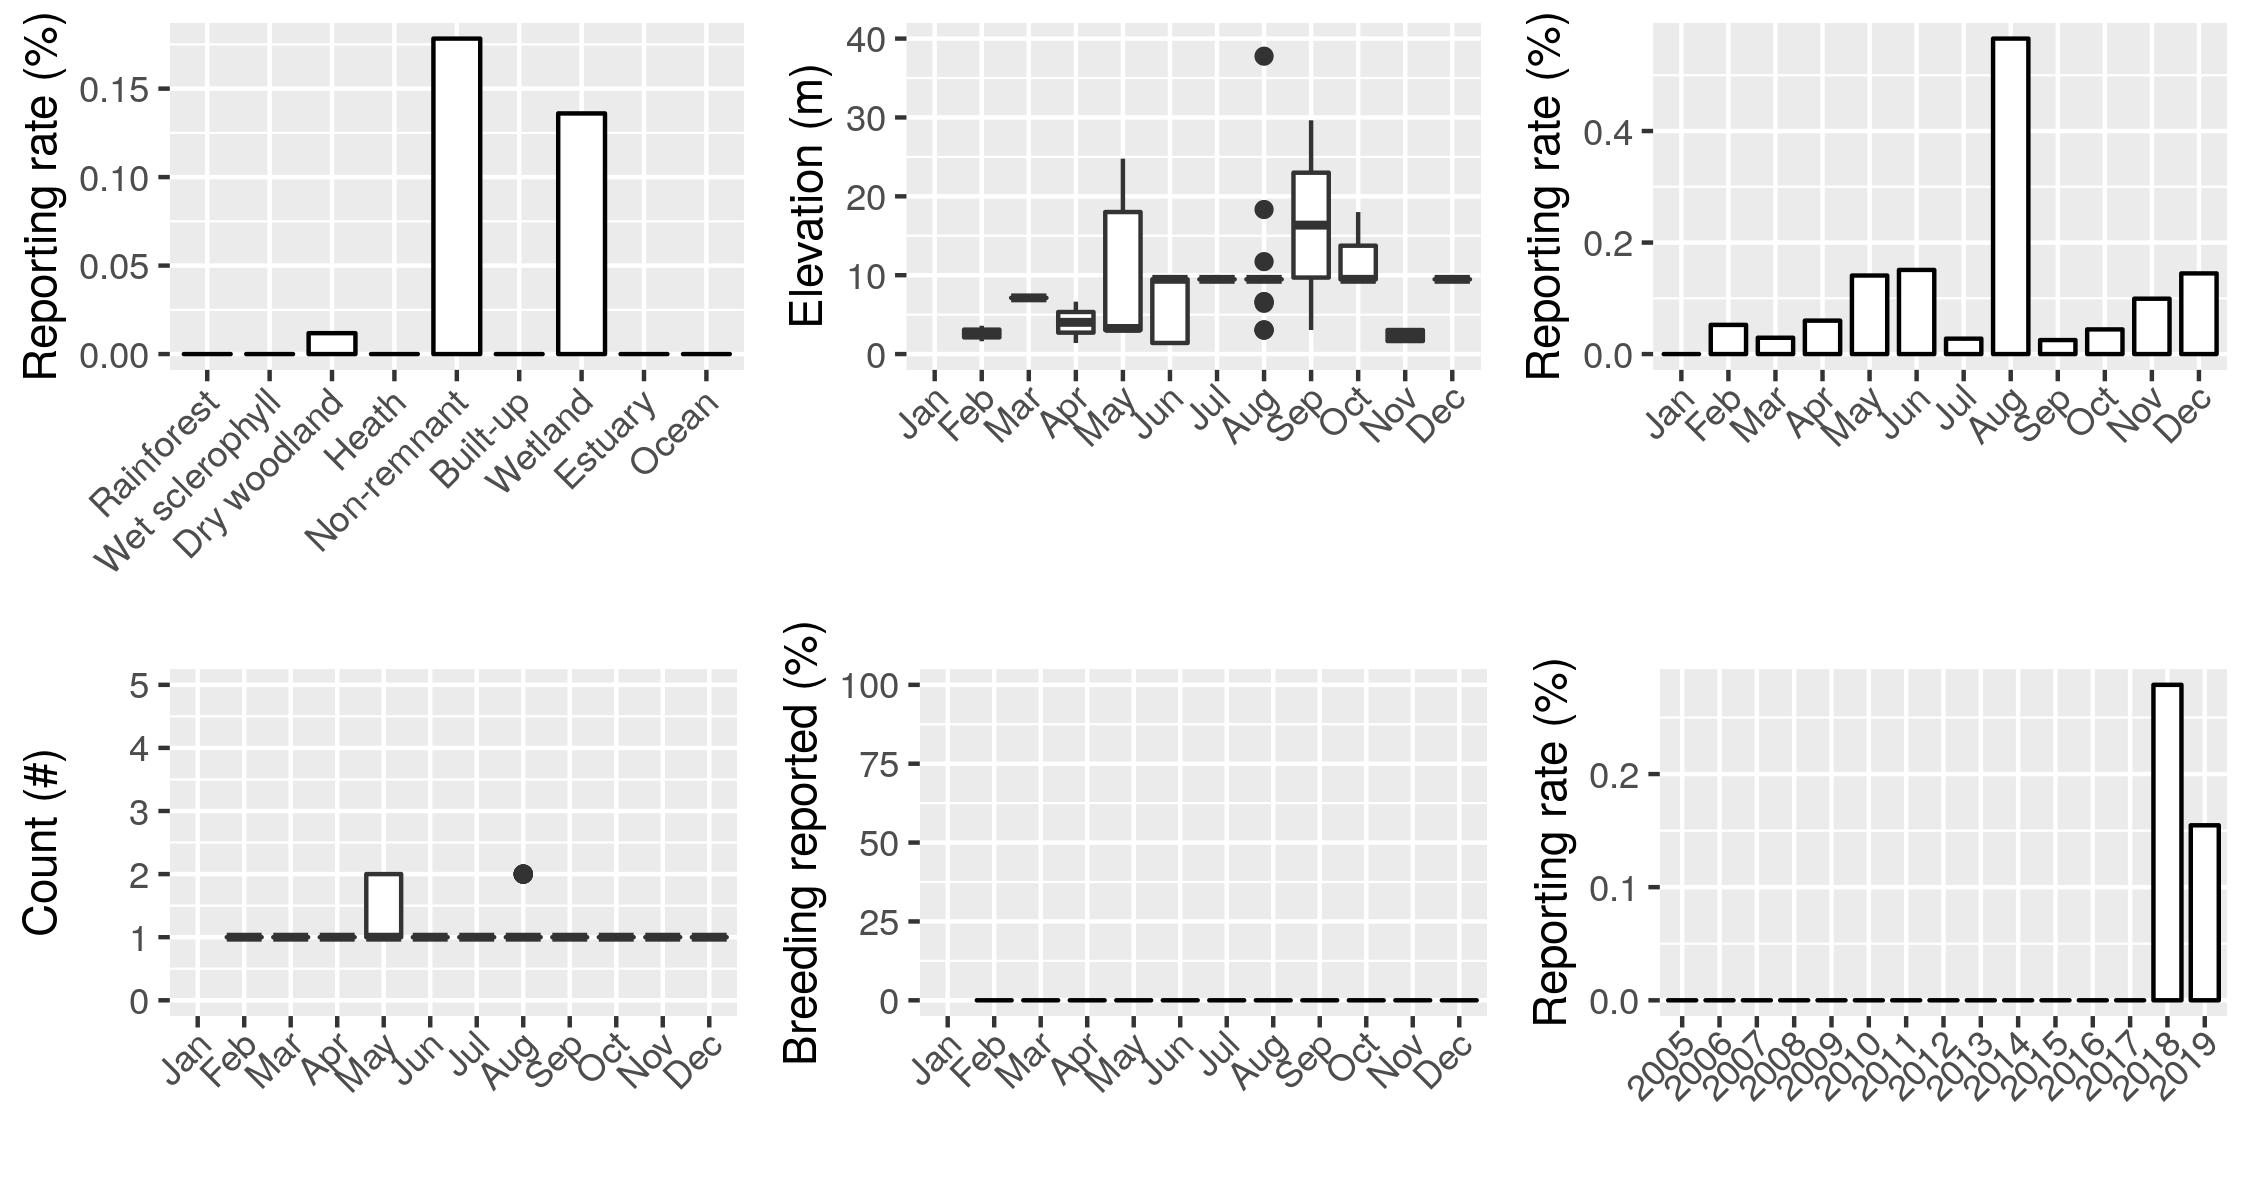 Reporting rate (%)
0.15
0.10
0.05
0.00
Rainforest
Wet sclerophyll
Dry woodland
Heath
Non-remnant
Built-up
Wetland
Estuary
Ocean
Elevation (m)
40
30
20
10
0
Jan
Feb
Mar
Apr
May
Jun
Jul
Aug
Sep
Oct
Nov
Dec
Reporting rate (%)
0.4
0.2
0.0
Jan
Feb
Mar
Apr
May
Jun
Jul
Aug
Sep
Oct
Nov
Dec
Count (#)
5
4
3
2
1
0
Jan
Feb
Mar
Apr
May
Jun
Jul
Aug
Sep
Oct
Nov
Dec
Breeding reported (%)
100
75
50
25
0
Jan
Feb
Mar
Apr
May
Jun
Jul
Aug
Sep
Oct
Nov
Dec
Reporting rate (%)
0.2
0.1
0.0
2005
2006
2007
2008
2009
2010
2011
2012
2013
2014
2015
2016
2017
2018
2019